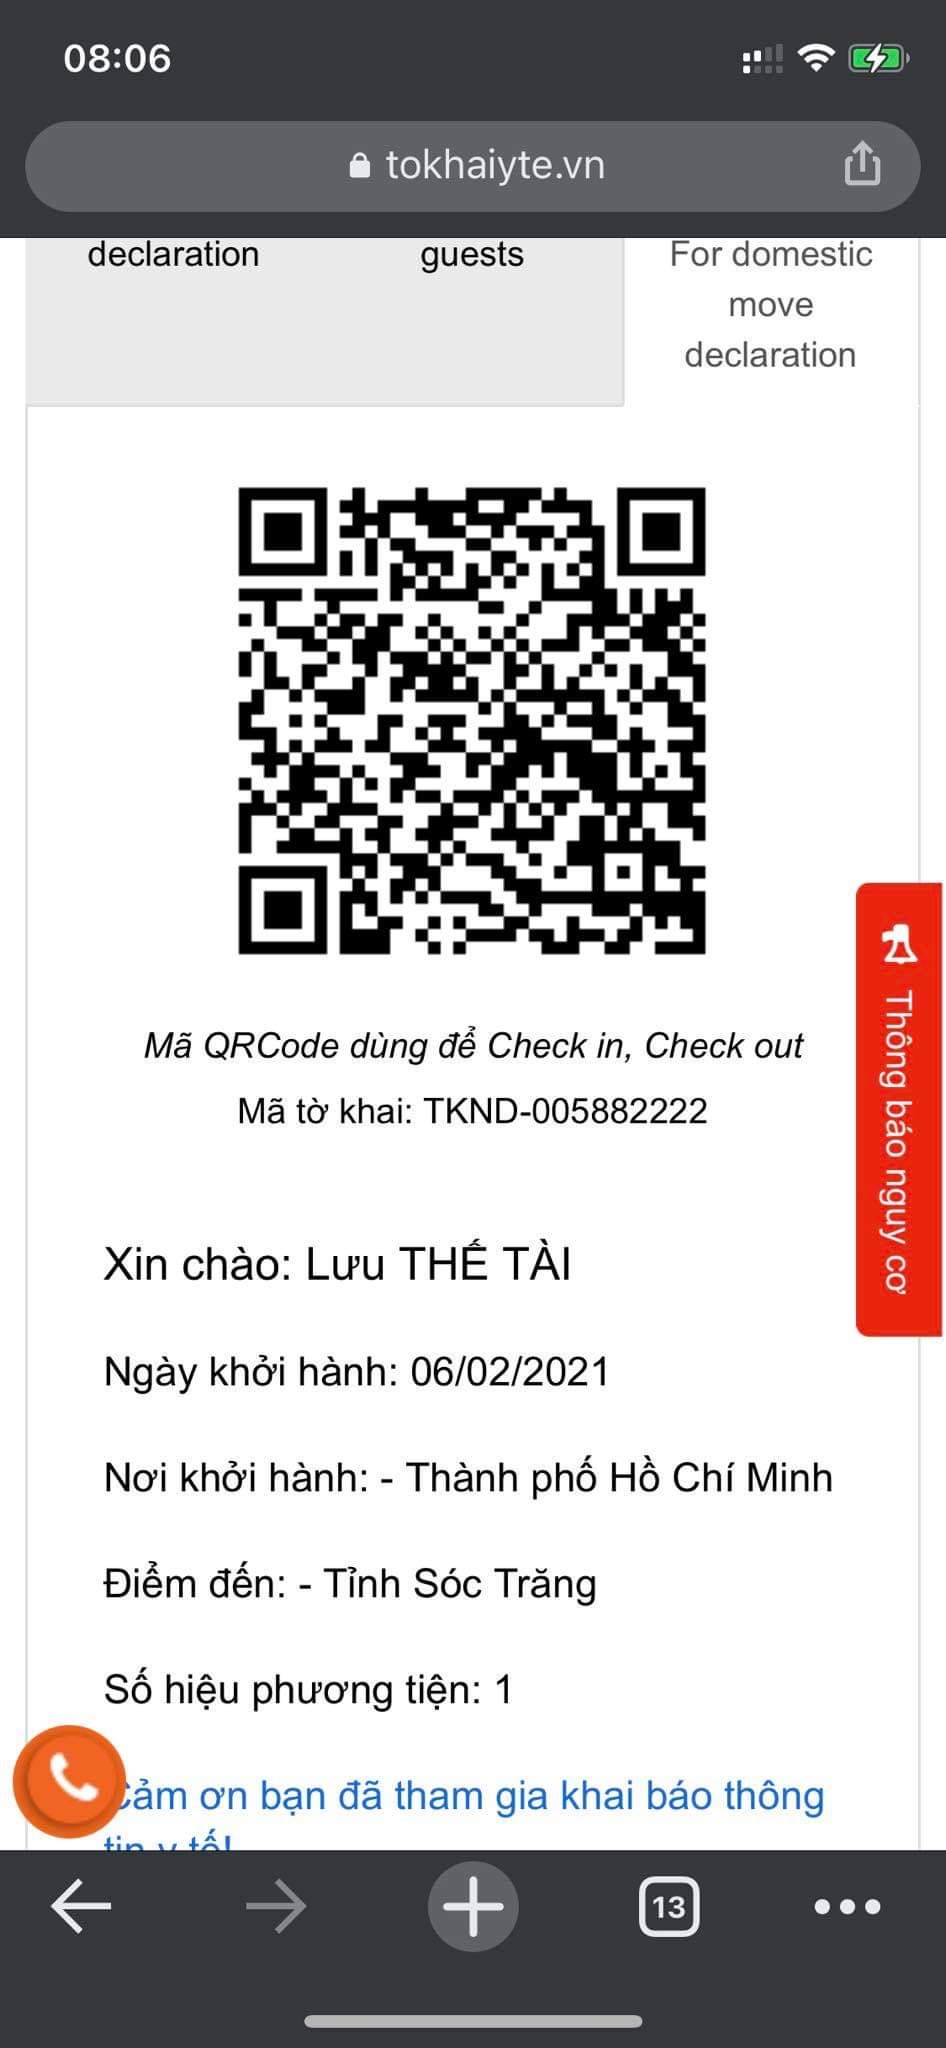 08:06
tokhaiyte.vn
declaration
guests
For domestic
move
declaration
Mã QRCode dùng để Check in, Check out
Mã tờ khai: TKND-005882222
Thông báo nguy cơ
Xin chào: Lưu THẾ TÀI
Ngày khởi hành: 06/02/2021
Nơi khởi hành: - Thành phố Hồ Chí Minh
Điểm đến: - Tỉnh Sóc Trăng
Số hiệu phương tiện: 1
Cảm ơn bạn đã tham gia khai báo thông
tin y tế!
13